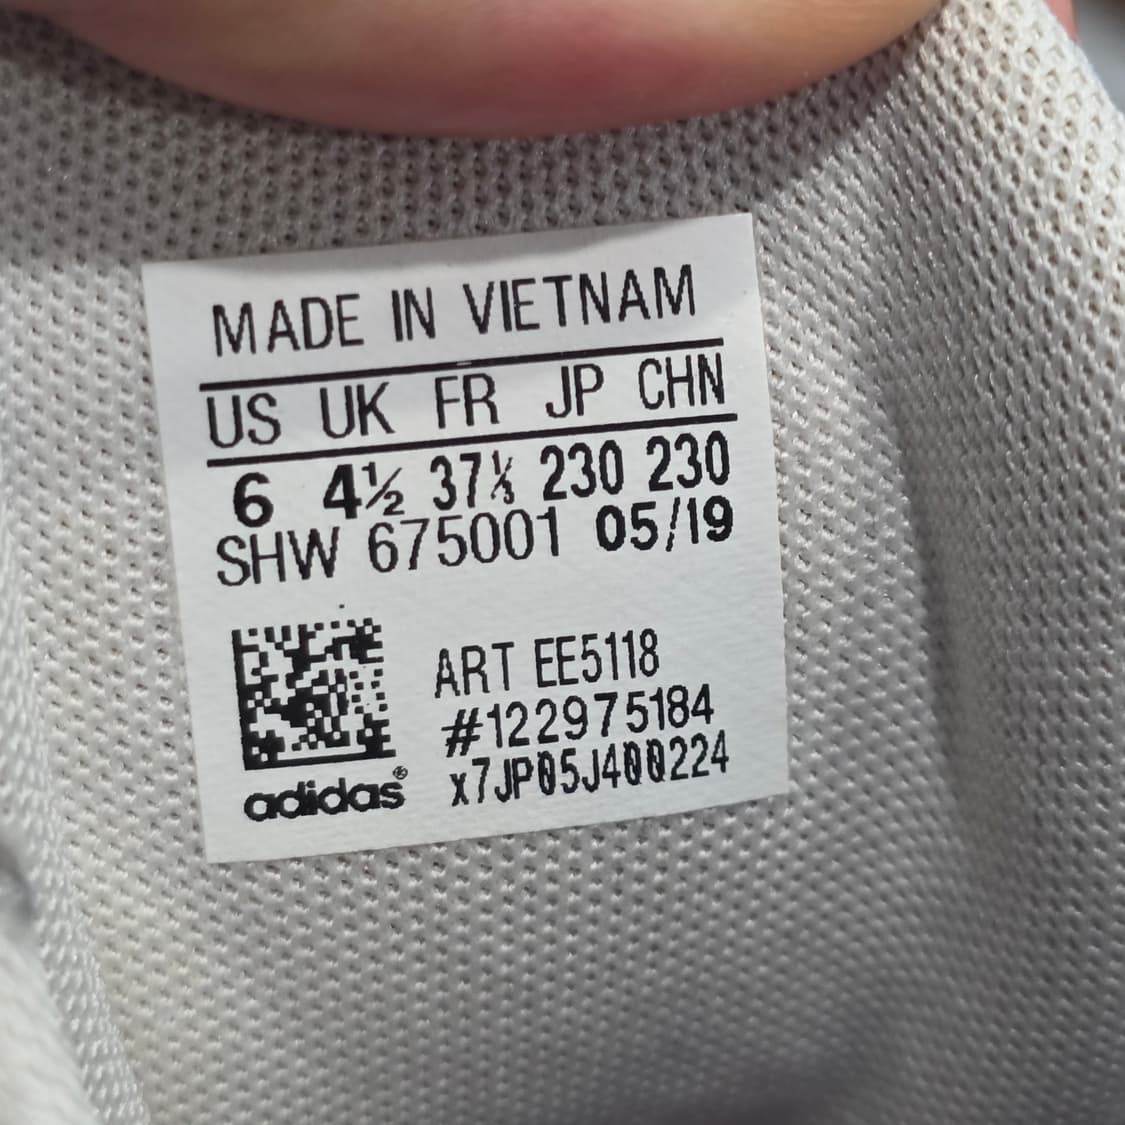 MADE IN VIETNAM
US UK FR JP CHN
6 4½ 37⅓ 230 230
SHW 675001 05/19
ART EE5118
#122975184
x7JP05J400224
adidas®